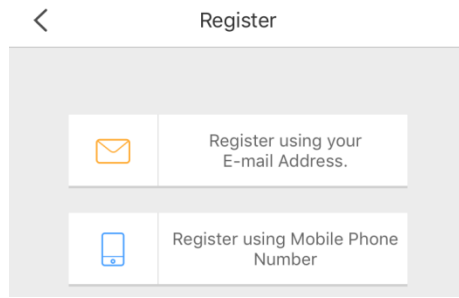 Register
Register using your
E-mail Address.
Register using Mobile Phone
Number